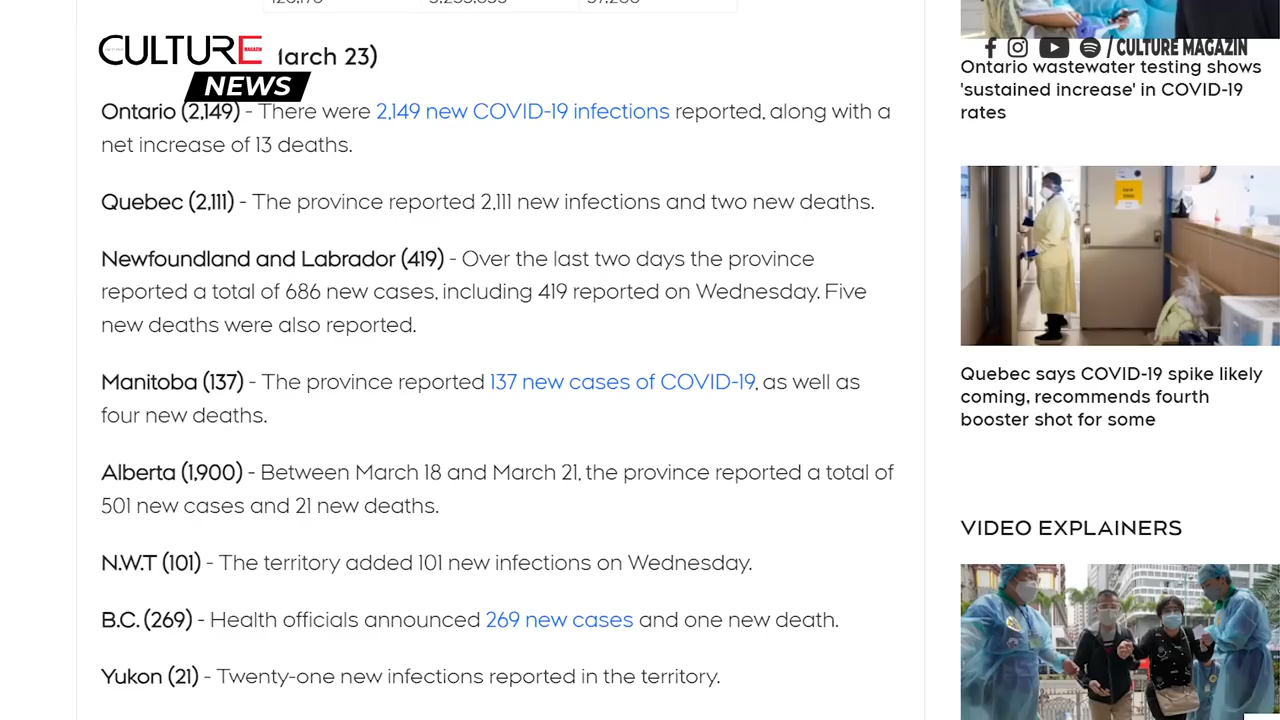 CULTURE
MAGAZIN
NEWS
March 23)
Ontario (2,149) - There were 2,149 new COVID-19 infections reported, along with a
net increase of 13 deaths.
Quebec (2,111) - The province reported 2,111 new infections and two new deaths.
Newfoundland and Labrador (419) - Over the last two days the province
reported a total of 686 new cases, including 419 reported on Wednesday. Five
new deaths were also reported.
Manitoba (137) - The province reported 137 new cases of COVID-19, as well as
four new deaths.
Alberta (1,900) - Between March 18 and March 21, the province reported a total of
501 new cases and 21 new deaths.
N.W.T (101) - The territory added 101 new infections on Wednesday.
B.C. (269) - Health officials announced 269 new cases and one new death.
Yukon (21) - Twenty-one new infections reported in the territory.
/ CULTURE MAGAZIN
Ontario wastewater testing shows
'sustained increase' in COVID-19
rates
Quebec says COVID-19 spike likely
coming, recommends fourth
booster shot for some
VIDEO EXPLAINERS